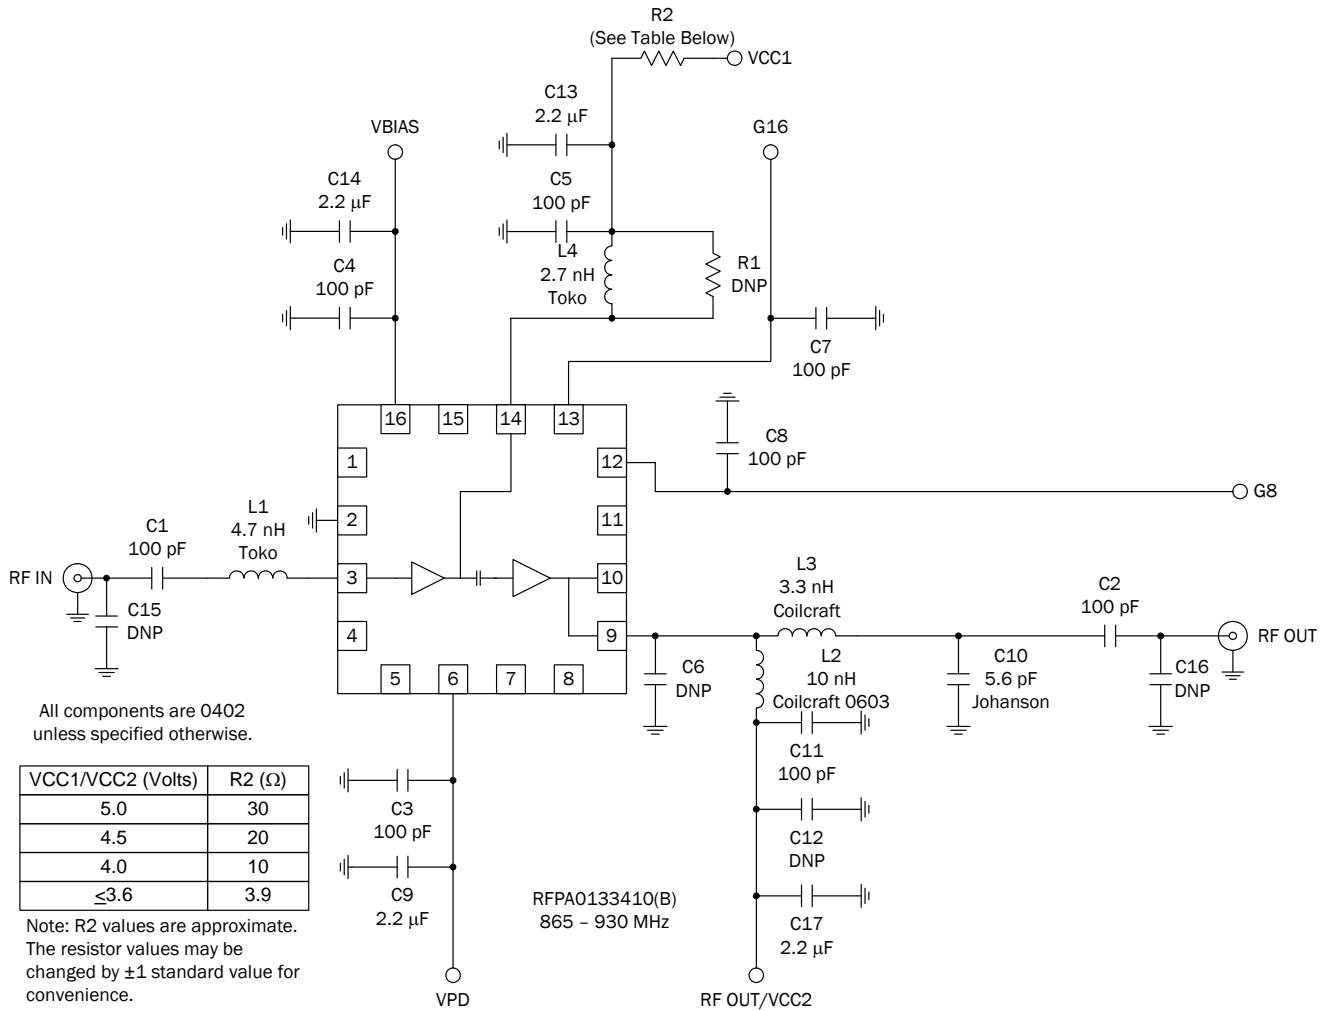 R2
(See Table Below)
VCC1
C13
2.2 µF
VBIAS
G16
C14
2.2 µF
C5
100 pF
L4
2.7 nH
Toko
R1
DNP
C4
100 pF
C7
100 pF
16
15
14
13
1
12
C8
100 pF
G8
2
11
L1
4.7 nH
Toko
C1
100 pF
RF IN
3
10
L3
3.3 nH
Coilcraft
C2
100 pF
C15
DNP
4
9
RF OUT
L2
10 nH
Coilcraft 0603
C6
DNP
C10
5.6 pF
Johanson
C16
DNP
5
6
7
8
All components are 0402
unless specified otherwise.
C11
100 pF
VCC1/VCC2 (Volts) R2 (Ω)
5.0 30
4.5 20
4.0 10
≤3.6 3.9
C3
100 pF
C12
DNP
C9
2.2 µF
RFPA0133410(B)
865 – 930 MHz
C17
2.2 µF
Note: R2 values are approximate.
The resistor values may be
changed by ±1 standard value for
convenience.
VPD
RF OUT/VCC2